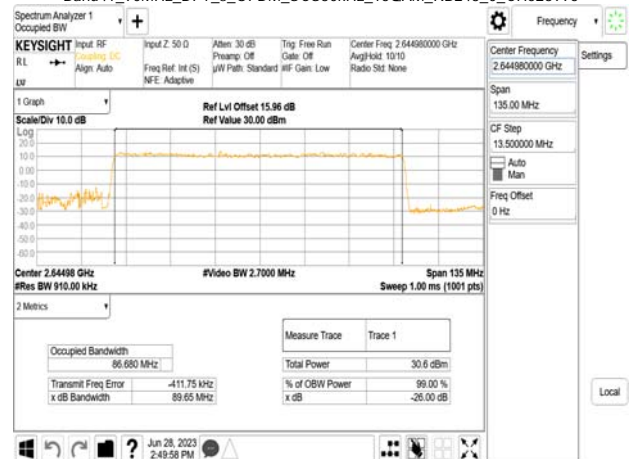 Spectrum Analyzer 1
Occupied BW
Frequency
KEYSIGHT
Input: RF
Coupling: DC
Align: Auto
Input Z: 50 Ω
Freq Ref: Int (S)
NFE: Adaptive
Atten: 30 dB
Preamp: Off
µW Path: Standard
Trig: Free Run
Gate: Off
#IF Gain: Low
Center Freq: 2.644980000 GHz
Avg|Hold: 10/10
Radio Std: None
RL
Center Frequency
2.644980000 GHz
Settings
Span
135.00 MHz
CF Step
13.500000 MHz
Auto
Man
Freq Offset
0 Hz
1 Graph
Scale/Div 10.0 dB
Ref Lvl Offset 15.96 dB
Ref Value 30.00 dBm
Log
20.0
10.0
0.00
-10.0
-20.0
-30.0
-40.0
-50.0
-60.0
Center 2.64498 GHz
#Res BW 910.00 kHz
#Video BW 2.7000 MHz
Span 135 MHz
Sweep 1.00 ms (1001 pts)
2 Metrics
Measure Trace
Trace 1
Occupied Bandwidth
86.680 MHz
Total Power
30.6 dBm
Transmit Freq Error
-411.75 kHz
% of OBW Power
99.00 %
x dB Bandwidth
89.65 MHz
x dB
-26.00 dB
Local
Jun 28, 2023
2:49:58 PM